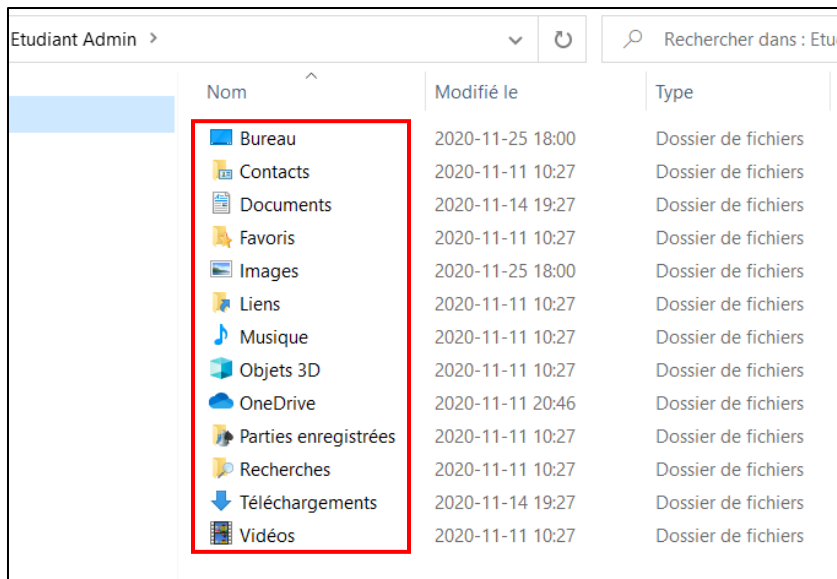 Etudiant Admin > Rechercher dans : Etu
Nom Modifié le Type
Bureau 2020-11-25 18:00 Dossier de fichiers
Contacts 2020-11-11 10:27 Dossier de fichiers
Documents 2020-11-14 19:27 Dossier de fichiers
Favoris 2020-11-11 10:27 Dossier de fichiers
Images 2020-11-25 18:00 Dossier de fichiers
Liens 2020-11-11 10:27 Dossier de fichiers
Musique 2020-11-11 10:27 Dossier de fichiers
Objets 3D 2020-11-11 10:27 Dossier de fichiers
OneDrive 2020-11-11 20:46 Dossier de fichiers
Parties enregistrées 2020-11-11 10:27 Dossier de fichiers
Recherches 2020-11-11 10:27 Dossier de fichiers
Téléchargements 2020-11-14 19:27 Dossier de fichiers
Vidéos 2020-11-11 10:27 Dossier de fichiers